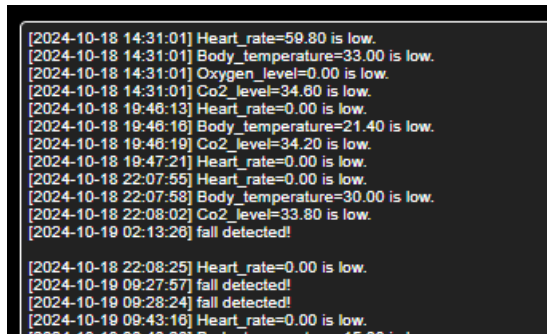 [2024-10-18 14:31:01] Heart_rate=59.80 is low.
[2024-10-18 14:31:01] Body_temperature=33.00 is low.
[2024-10-18 14:31:01] Oxygen_level=0.00 is low.
[2024-10-18 14:31:01] Co2_level=34.60 is low.
[2024-10-18 19:46:13] Heart_rate=0.00 is low.
[2024-10-18 19:46:16] Body_temperature=21.40 is low.
[2024-10-18 19:46:19] Co2_level=34.20 is low.
[2024-10-18 19:47:21] Heart_rate=0.00 is low.
[2024-10-18 22:07:55] Heart_rate=0.00 is low.
[2024-10-18 22:07:58] Body_temperature=30.00 is low.
[2024-10-18 22:08:02] Co2_level=33.80 is low.
[2024-10-19 02:13:26] fall detected!
[2024-10-18 22:08:25] Heart_rate=0.00 is low.
[2024-10-19 09:27:57] fall detected!
[2024-10-19 09:28:24] fall detected!
[2024-10-19 09:43:16] Heart_rate=0.00 is low.